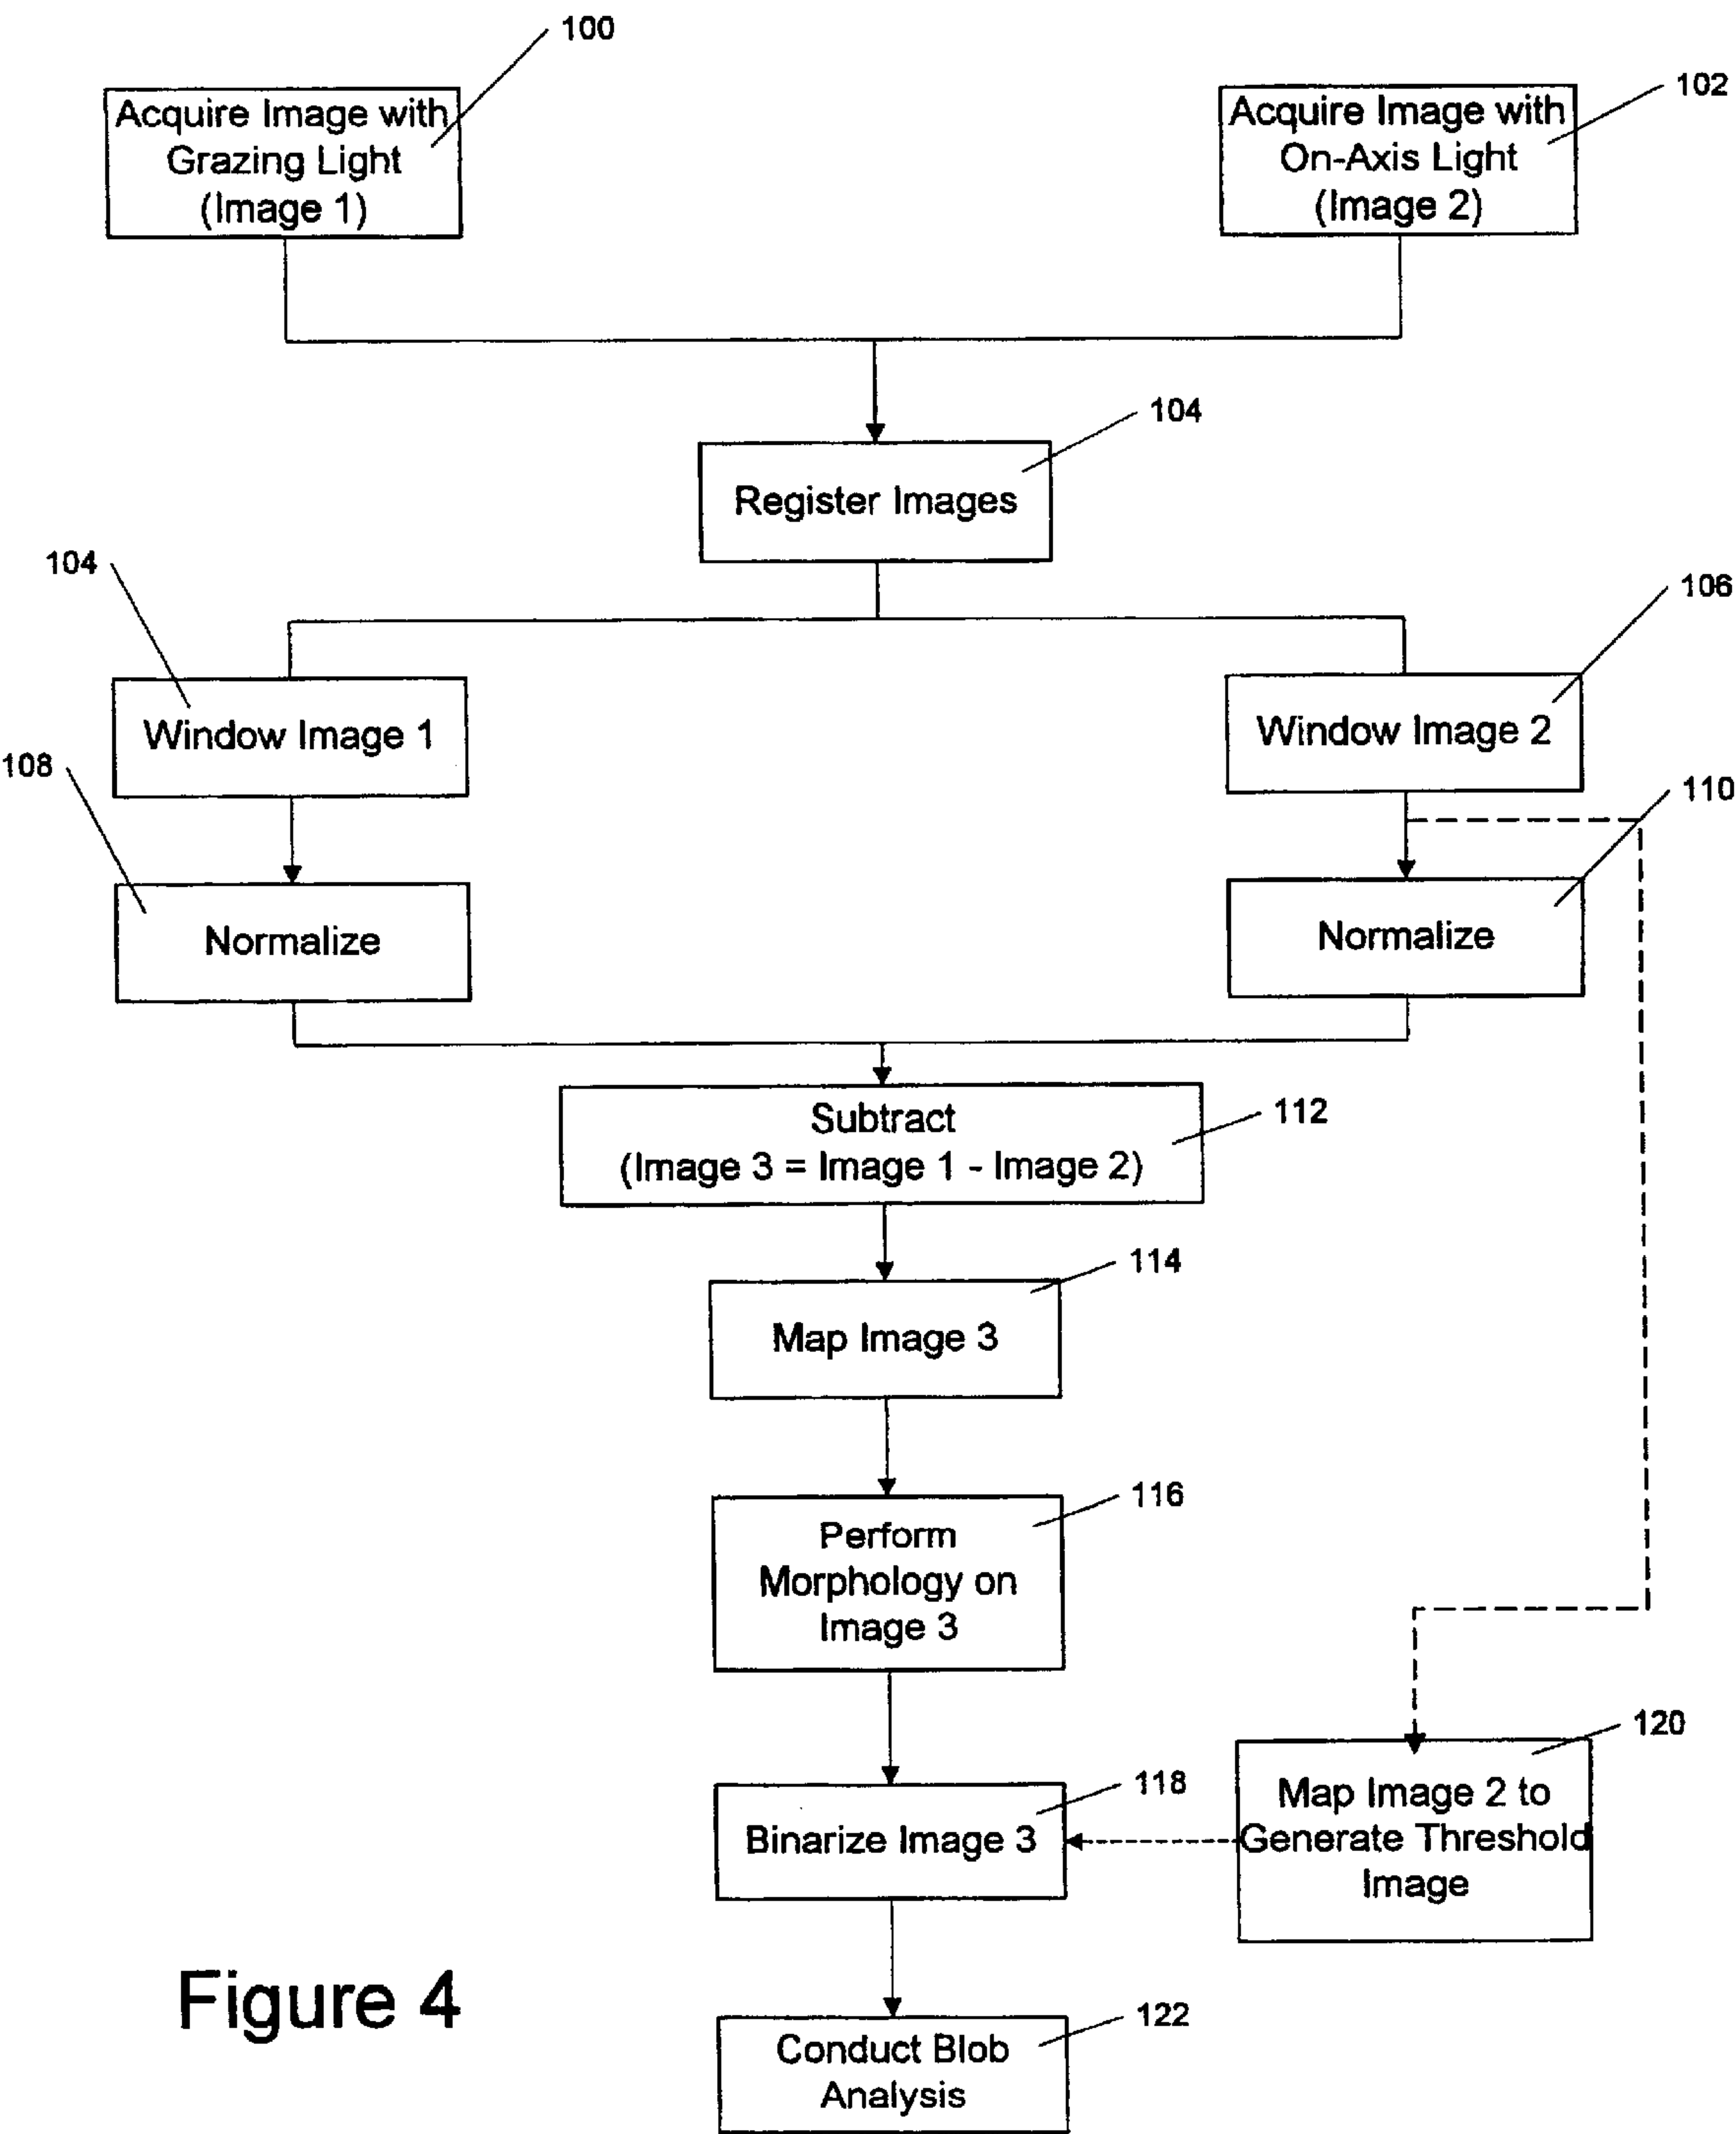 100
Acquire Image with
Grazing Light
(Image 1)
102
Acquire Image with
On-Axis Light
(Image 2)
104
Register Images
104
Window Image 1
106
Window Image 2
108
Normalize
110
Normalize
112
Subtract
(Image 3 = Image 1 - Image 2)
114
Map Image 3
116
Perform
Morphology on
Image 3
118
Binarize Image 3
120
Map Image 2 to
Generate Threshold
Image
122
Conduct Blob
Analysis
Figure 4